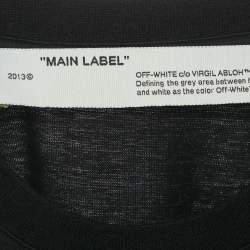 "MAIN LABEL"
2013©
OFF-WHITE c/o VIRGIL ABLOH™
Defining the grey area between
and white as the color Off-White